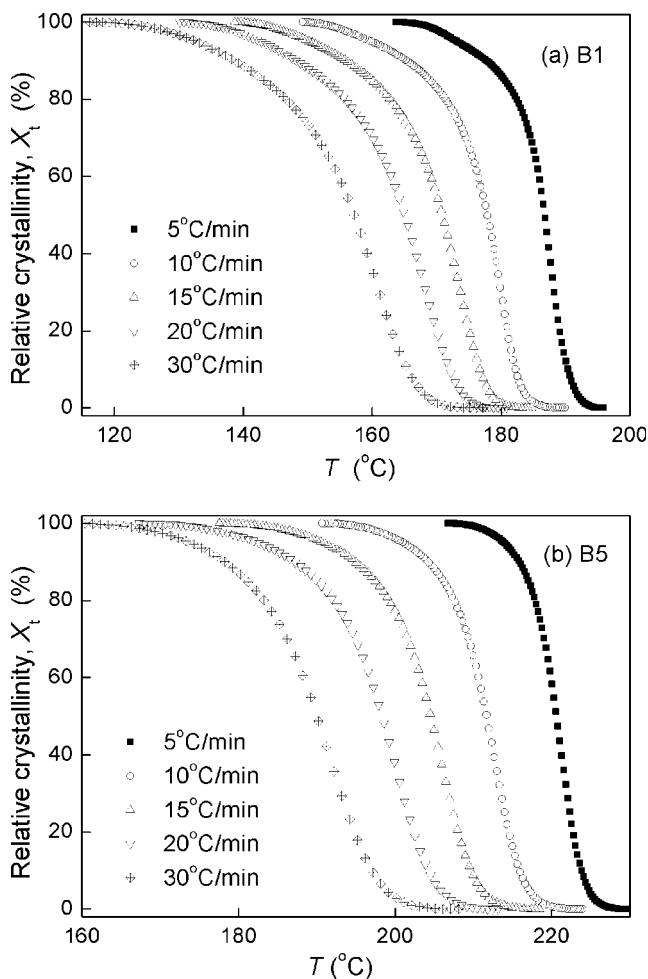 (a) B1
Relative crystallinity, Xt (%)
100
80
60
40
20
0
5°C/min
10°C/min
15°C/min
20°C/min
30°C/min
120 140 160 180 200
T (°C)
(b) B5
Relative crystallinity, Xt (%)
100
80
60
40
20
0
5°C/min
10°C/min
15°C/min
20°C/min
30°C/min
160 180 200 220
T (°C)